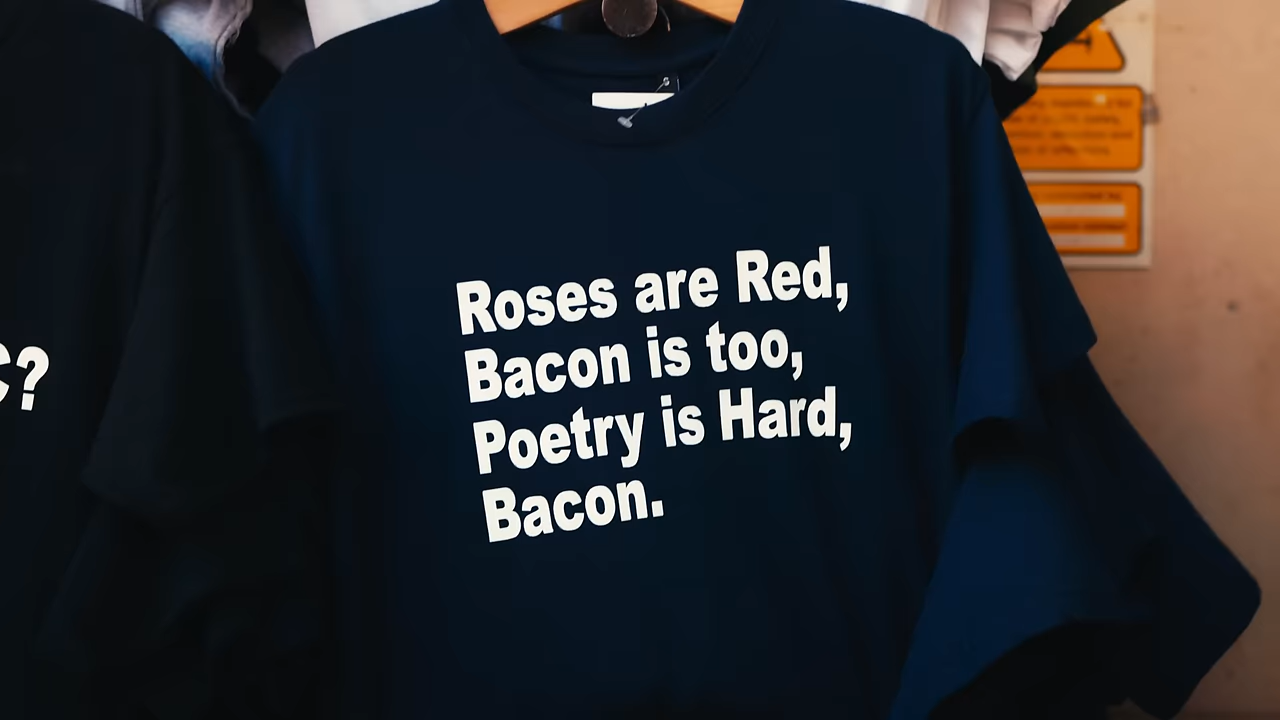 Roses are Red,
Bacon is too,
Poetry is Hard,
Bacon.
C?